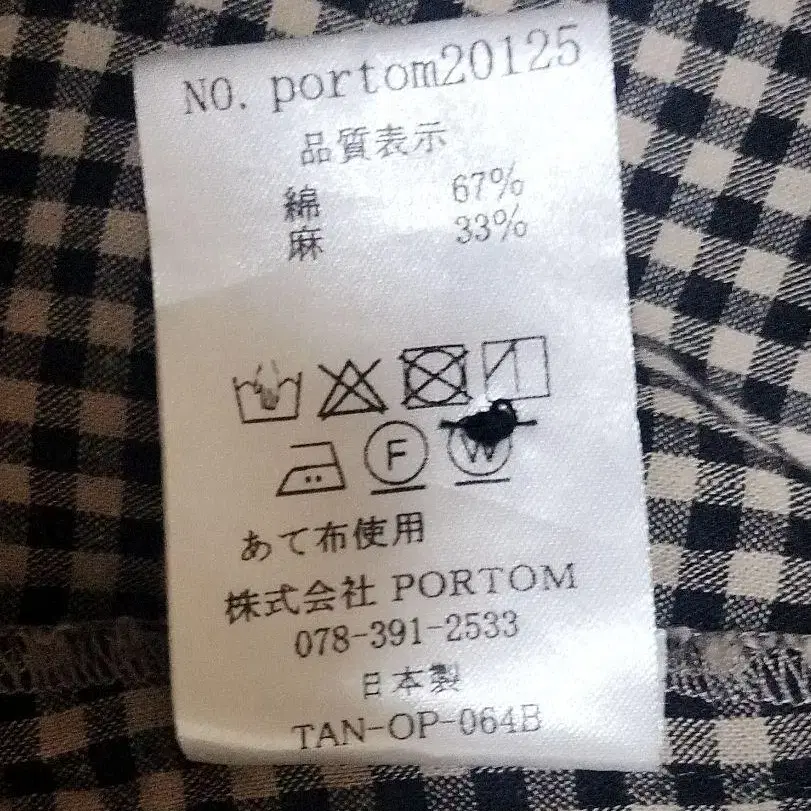 NO. portom20125
品質表示
綿 67%
麻 33%
F W
あて布使用
株式会社 PORTOM
078-391-2533
日本製
TAN-OP-064B